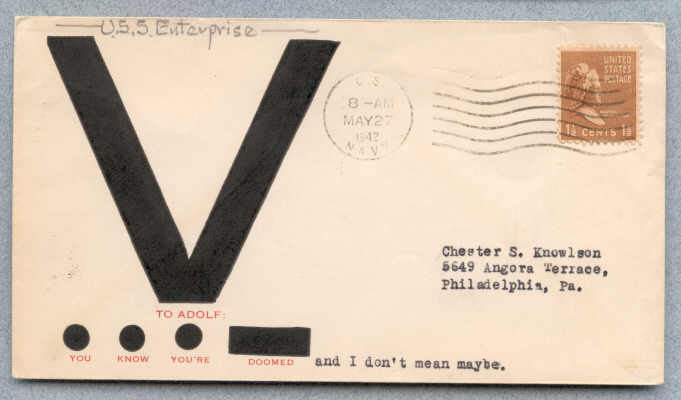 U.S.S. Enterprise
V
U.S.
8-AM
MAY 27
1942
NAVY
UNITED
STATES
POSTAGE
1½ CENTS 1½
Chester S. Knowlson
5649 Angora Terrace,
Philadelphia, Pa.
TO ADOLF:
YOU KNOW YOU'RE DOOMED
and I don't mean maybe.